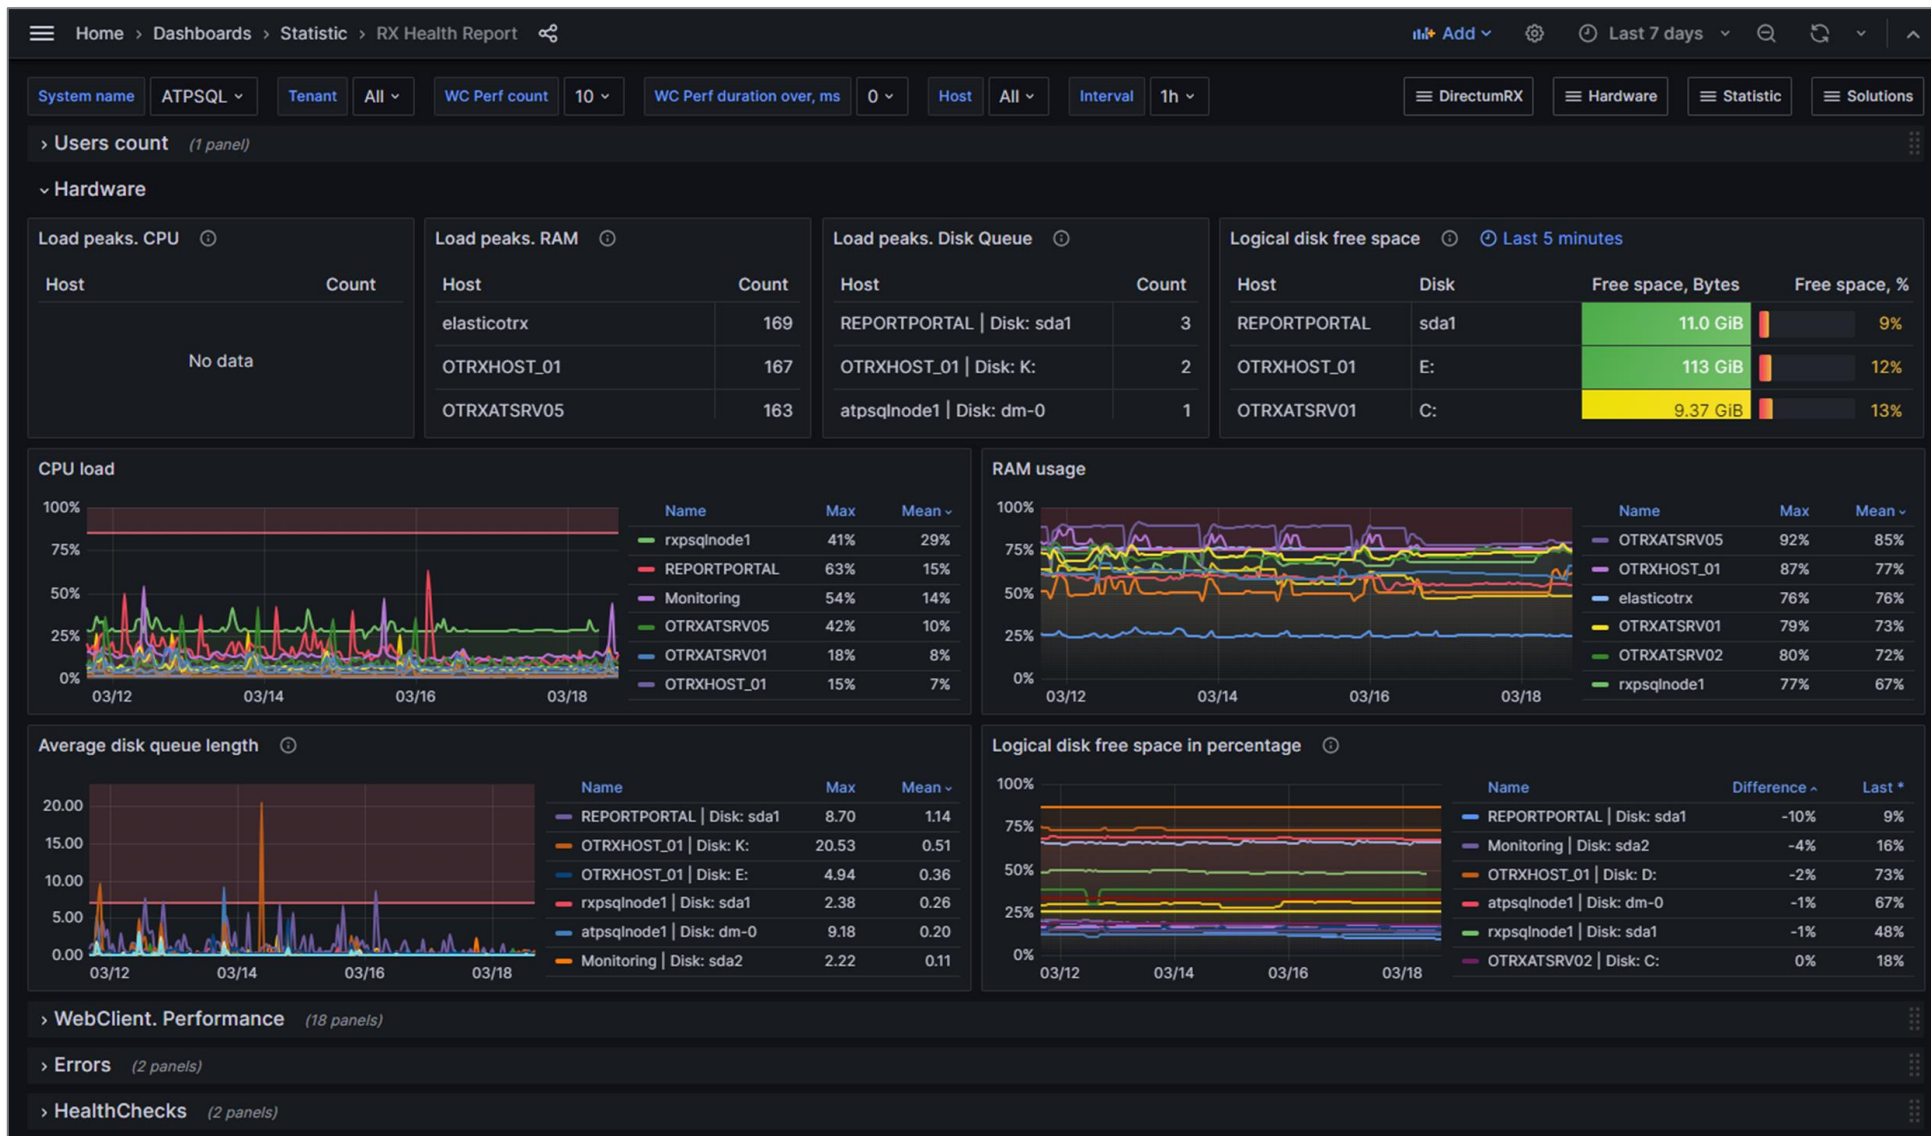 Home > Dashboards > Statistic > RX Health Report Add Last 7 days
System name ATPSQL Tenant All WC Perf count 10 WC Perf duration over, ms 0 Host All Interval 1h DirectumRX Hardware Statistic Solutions
Users count (1 panel)
Hardware
Load peaks. CPU
Host Count
No data
Load peaks. RAM
Host Count
elasticotrx 169
OTRXHOST_01 167
OTRXATSRV05 163
Load peaks. Disk Queue
Host Count
REPORTPORTAL | Disk: sda1 3
OTRXHOST_01 | Disk: K: 2
atpsqlnode1 | Disk: dm-0 1
Logical disk free space Last 5 minutes
Host Disk Free space, Bytes Free space, %
REPORTPORTAL sda1 11.0 GiB 9%
OTRXHOST_01 E: 113 GiB 12%
OTRXATSRV01 C: 9.37 GiB 13%
CPU load
100%
75%
50%
25%
0%
03/12 03/14 03/16 03/18
Name Max Mean
rxpsqlnode1 41% 29%
REPORTPORTAL 63% 15%
Monitoring 54% 14%
OTRXATSRV05 42% 10%
OTRXATSRV01 18% 8%
OTRXHOST_01 15% 7%
RAM usage
100%
75%
50%
25%
0%
03/12 03/14 03/16 03/18
Name Max Mean
OTRXATSRV05 92% 85%
OTRXHOST_01 87% 77%
elasticotrx 76% 76%
OTRXATSRV01 79% 73%
OTRXATSRV02 80% 72%
rxpsqlnode1 77% 67%
Average disk queue length
20.00
15.00
10.00
5.00
0.00
03/12 03/14 03/16 03/18
Name Max Mean
REPORTPORTAL | Disk: sda1 8.70 1.14
OTRXHOST_01 | Disk: K: 20.53 0.51
OTRXHOST_01 | Disk: E: 4.94 0.36
rxpsqlnode1 | Disk: sda1 2.38 0.26
atpsqlnode1 | Disk: dm-0 9.18 0.20
Monitoring | Disk: sda2 2.22 0.11
Logical disk free space in percentage
100%
75%
50%
25%
0%
03/12 03/14 03/16 03/18
Name Difference Last *
REPORTPORTAL | Disk: sda1 -10% 9%
Monitoring | Disk: sda2 -4% 16%
OTRXHOST_01 | Disk: D: -2% 73%
atpsqlnode1 | Disk: dm-0 -1% 67%
rxpsqlnode1 | Disk: sda1 -1% 48%
OTRXATSRV02 | Disk: C: 0% 18%
WebClient. Performance (18 panels)
Errors (2 panels)
HealthChecks (2 panels)